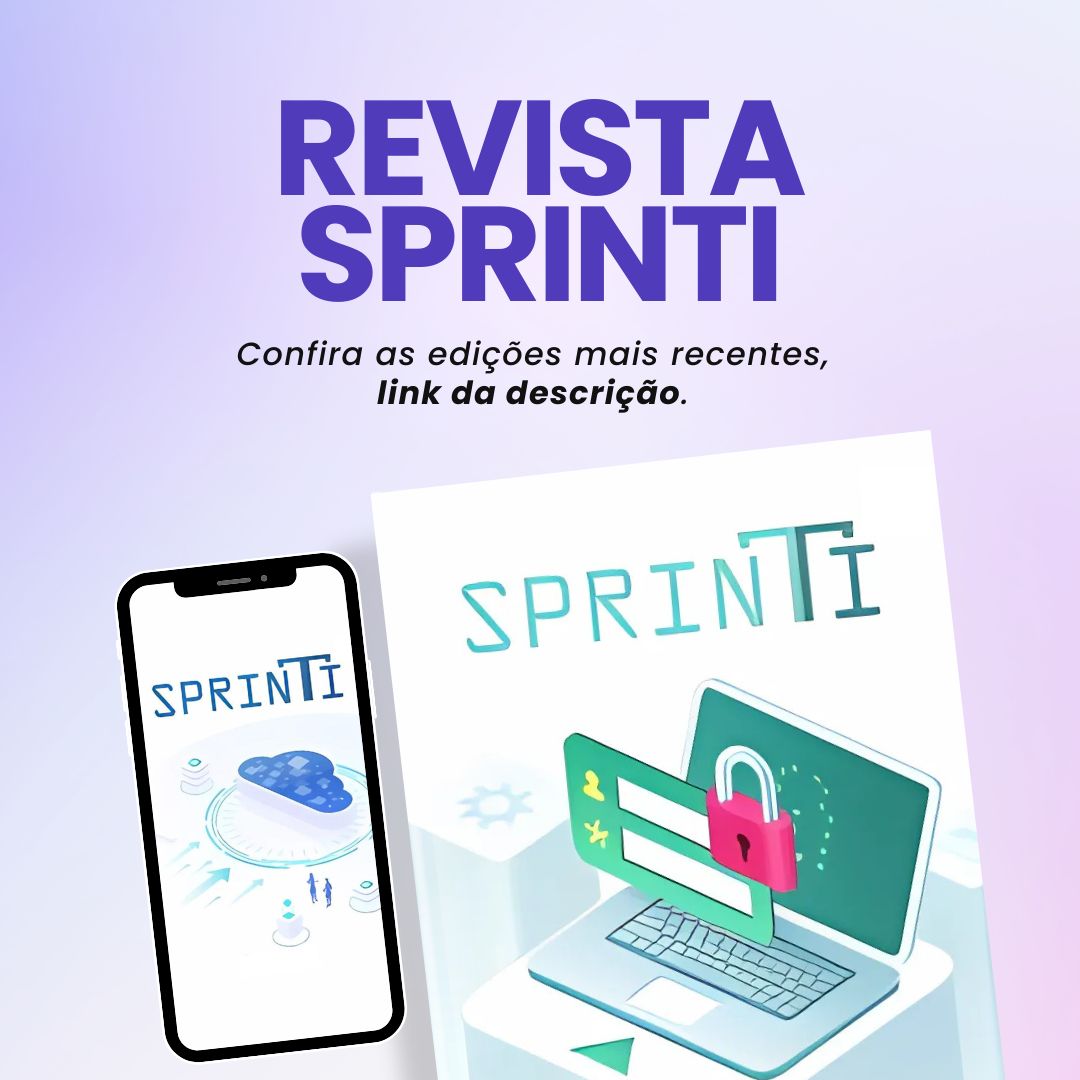 REVISTA
SPRINTI
Confira as edições mais recentes,
link da descrição.
SPRINTI
SPRINTI